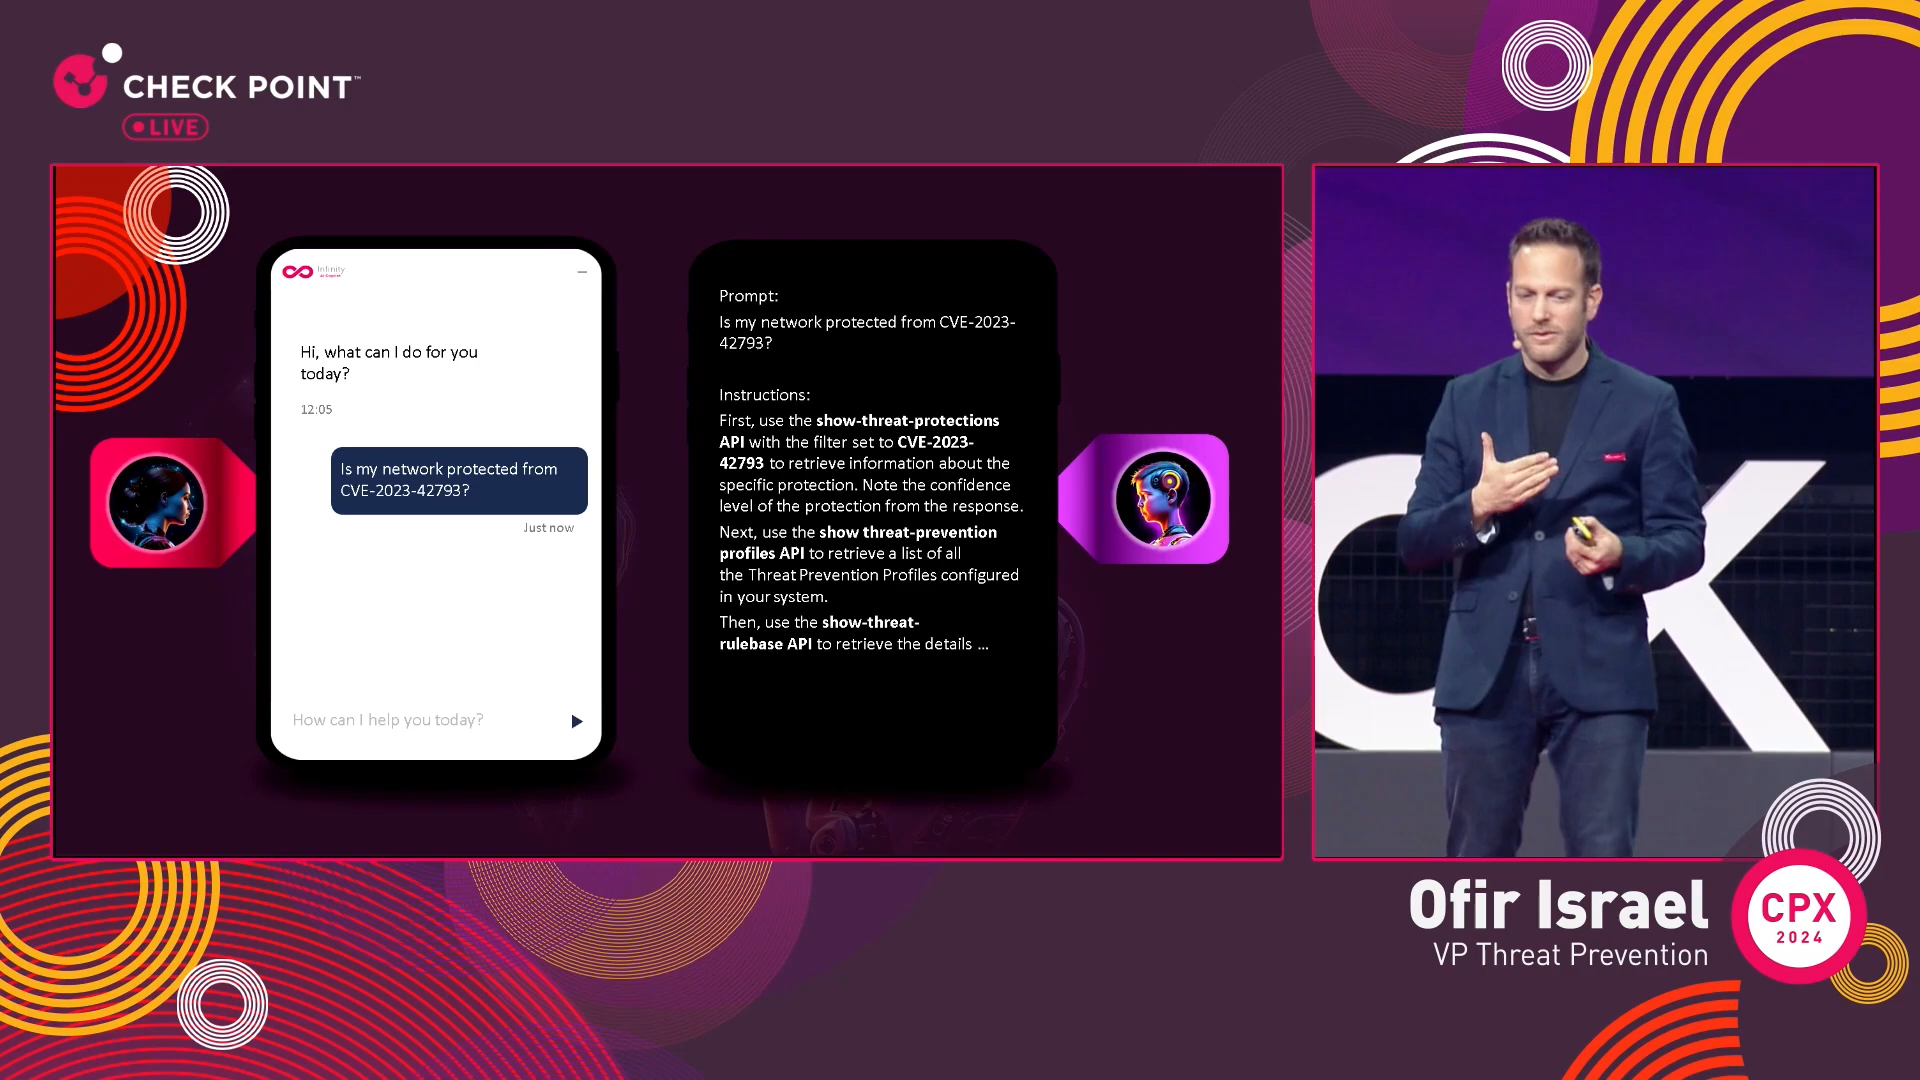 CHECK POINT™
LIVE
Infinity
AI Copilot
Hi, what can I do for you
today?
12:05
Is my network protected from
CVE-2023-42793?
Just now
How can I help you today?
Prompt:
Is my network protected from CVE-2023-
42793?
Instructions:
First, use the show-threat-protections
API with the filter set to CVE-2023-
42793 to retrieve information about the
specific protection. Note the confidence
level of the protection from the response.
Next, use the show threat-prevention
profiles API to retrieve a list of all
the Threat Prevention Profiles configured
in your system.
Then, use the show-threat-
rulebase API to retrieve the details ...
Ofir Israel
VP Threat Prevention
CPX
2024